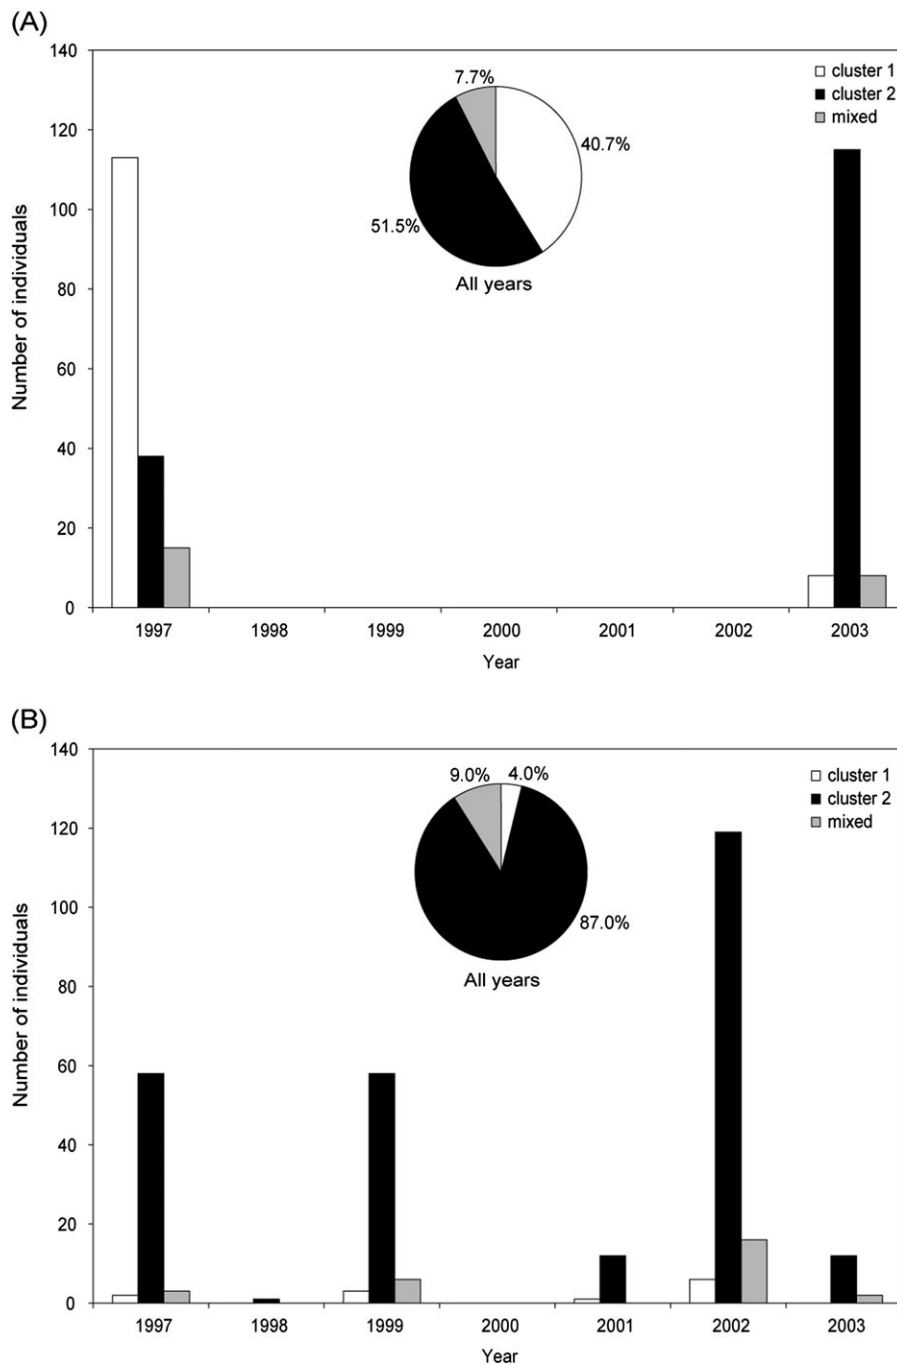 (A)
140
120
100
80
60
40
20
0
Number of individuals
7.7%
40.7%
51.5%
All years
cluster 1
cluster 2
mixed
1997 1998 1999 2000 2001 2002 2003
Year
(B)
140
120
100
80
60
40
20
0
Number of individuals
9.0% 4.0%
87.0%
All years
cluster 1
cluster 2
mixed
1997 1998 1999 2000 2001 2002 2003
Year